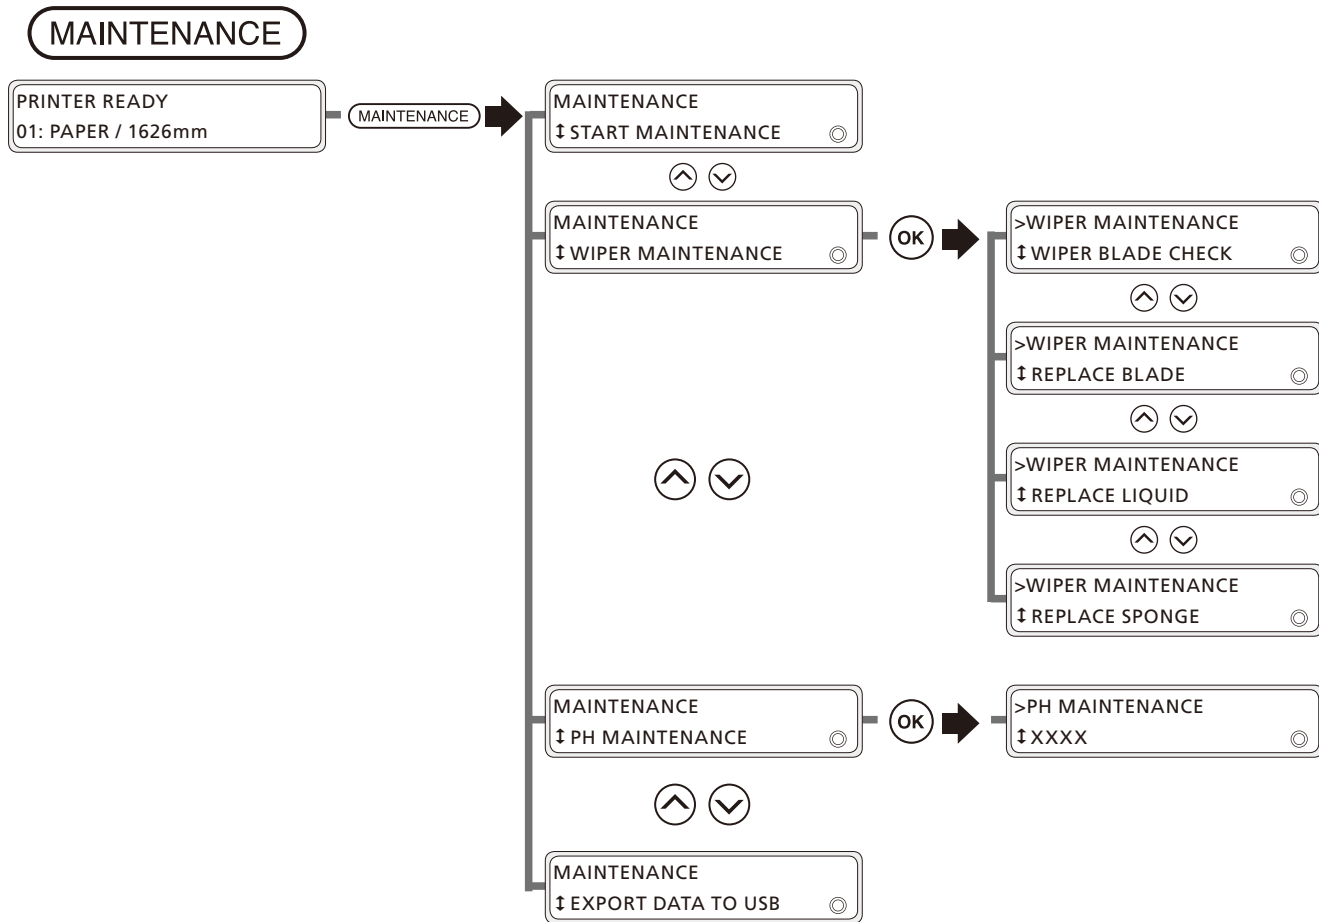 MAINTENANCE
PRINTER READY
01: PAPER / 1626mm
MAINTENANCE
MAINTENANCE
↕ START MAINTENANCE ◎
MAINTENANCE
↕ WIPER MAINTENANCE ◎
OK
>WIPER MAINTENANCE
↕ WIPER BLADE CHECK ◎
>WIPER MAINTENANCE
↕ REPLACE BLADE ◎
>WIPER MAINTENANCE
↕ REPLACE LIQUID ◎
>WIPER MAINTENANCE
↕ REPLACE SPONGE ◎
MAINTENANCE
↕ PH MAINTENANCE ◎
OK
>PH MAINTENANCE
↕ XXXX ◎
MAINTENANCE
↕ EXPORT DATA TO USB ◎